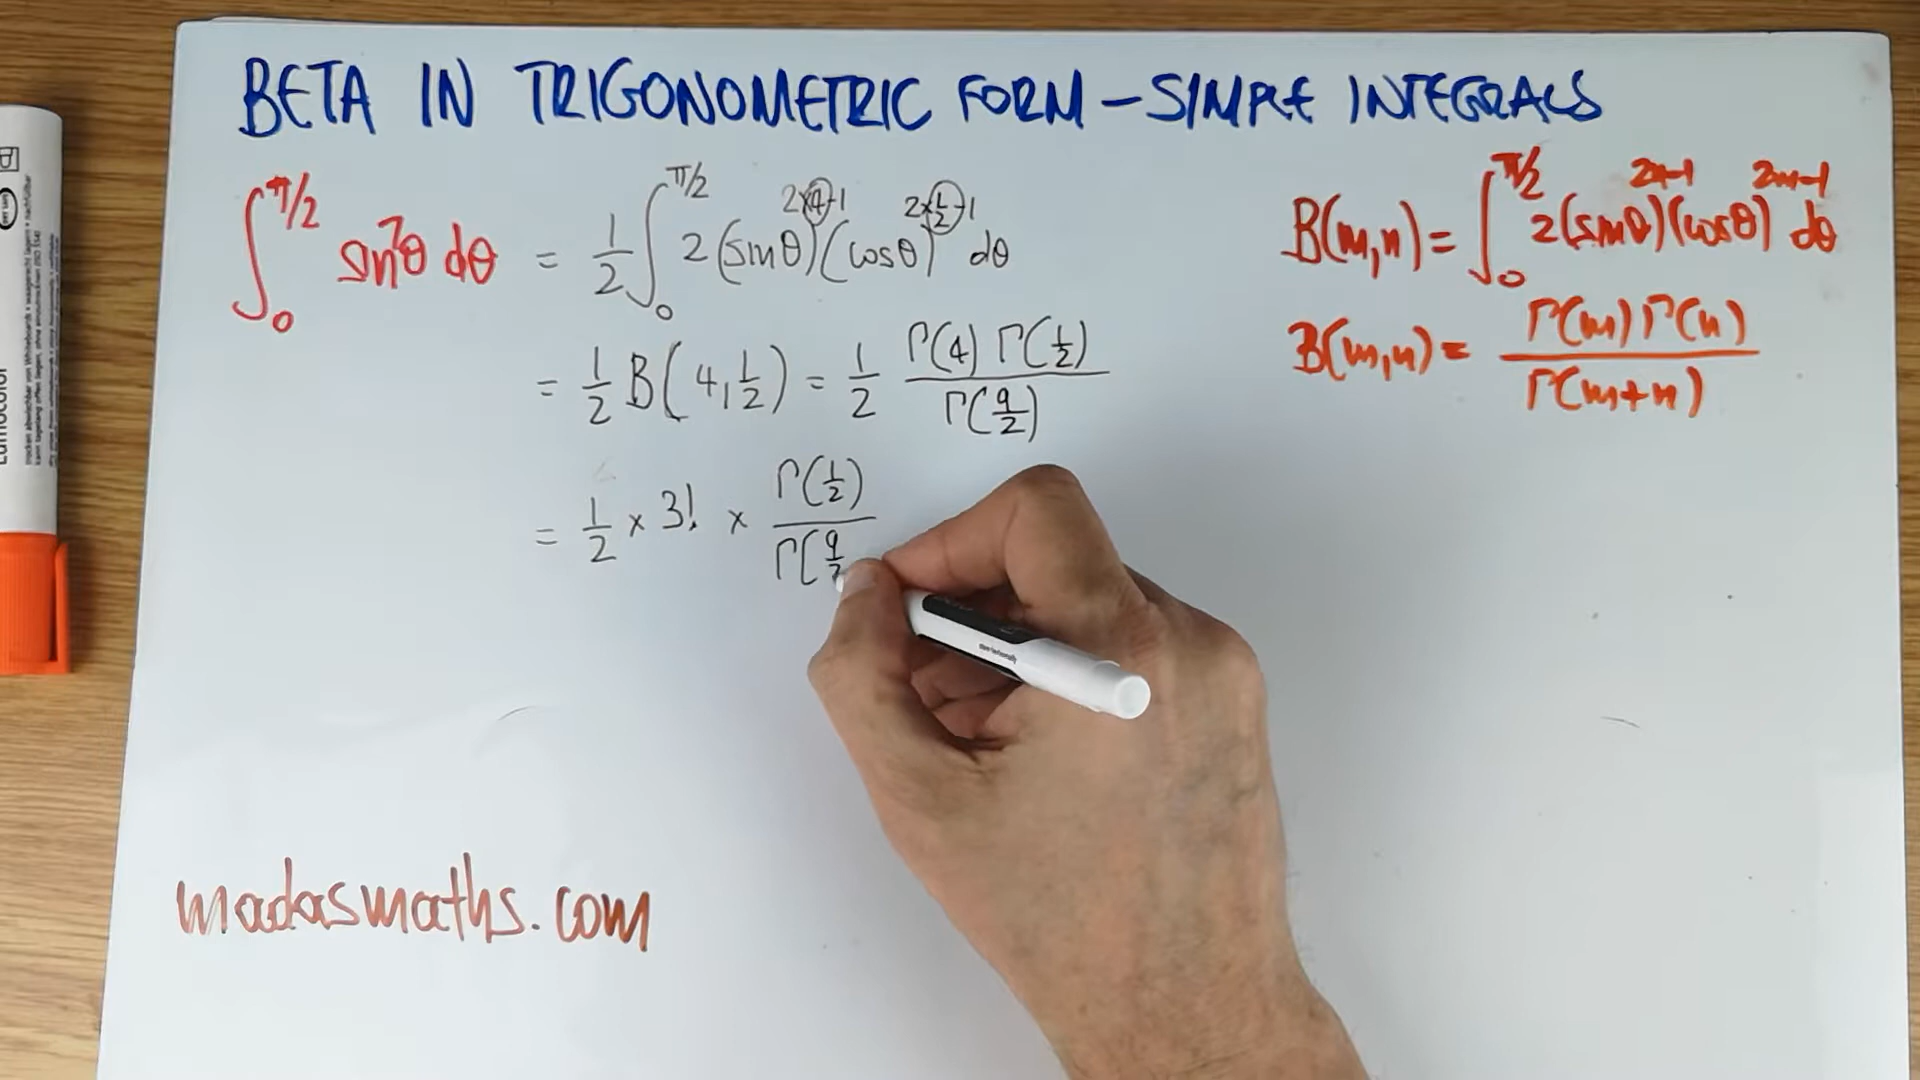 BETA IN TRIGONOMETRIC FORM – SIMPLE INTEGRALS
∫₀^π/2 sin⁷θ dθ = 1/2 ∫₀^π/2 2(sinθ)^2×4-1 (cosθ)^2×1/2-1 dθ
= 1/2 B(4, 1/2) = 1/2 Γ(4) Γ(1/2) / Γ(9/2)
= 1/2 × 3! × Γ(1/2) / Γ(9/2
B(m,n) = ∫₀^π/2 2(sinθ)^2m-1 (cosθ)^2n-1 dθ
B(m,n) = Γ(m) Γ(n) / Γ(m+n)
madasmaths.com